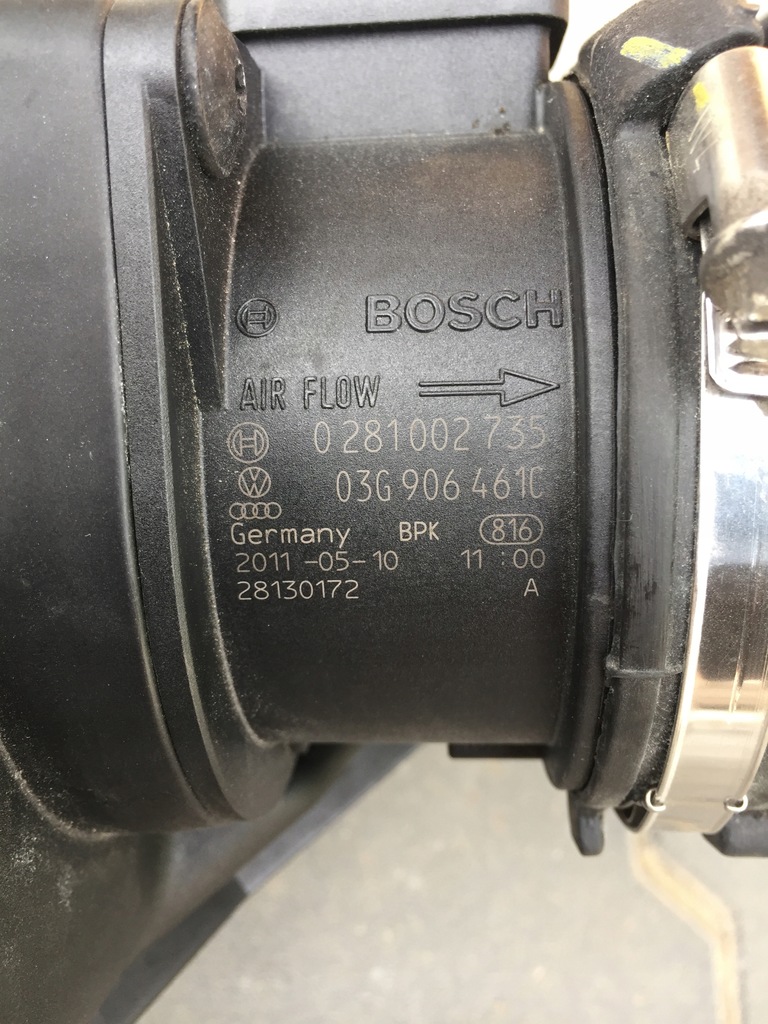 BOSCH
AIR FLOW
0 281 002 735
03G 906 461C
Germany BPK 816
2011-05-10 11:00
28130172 A